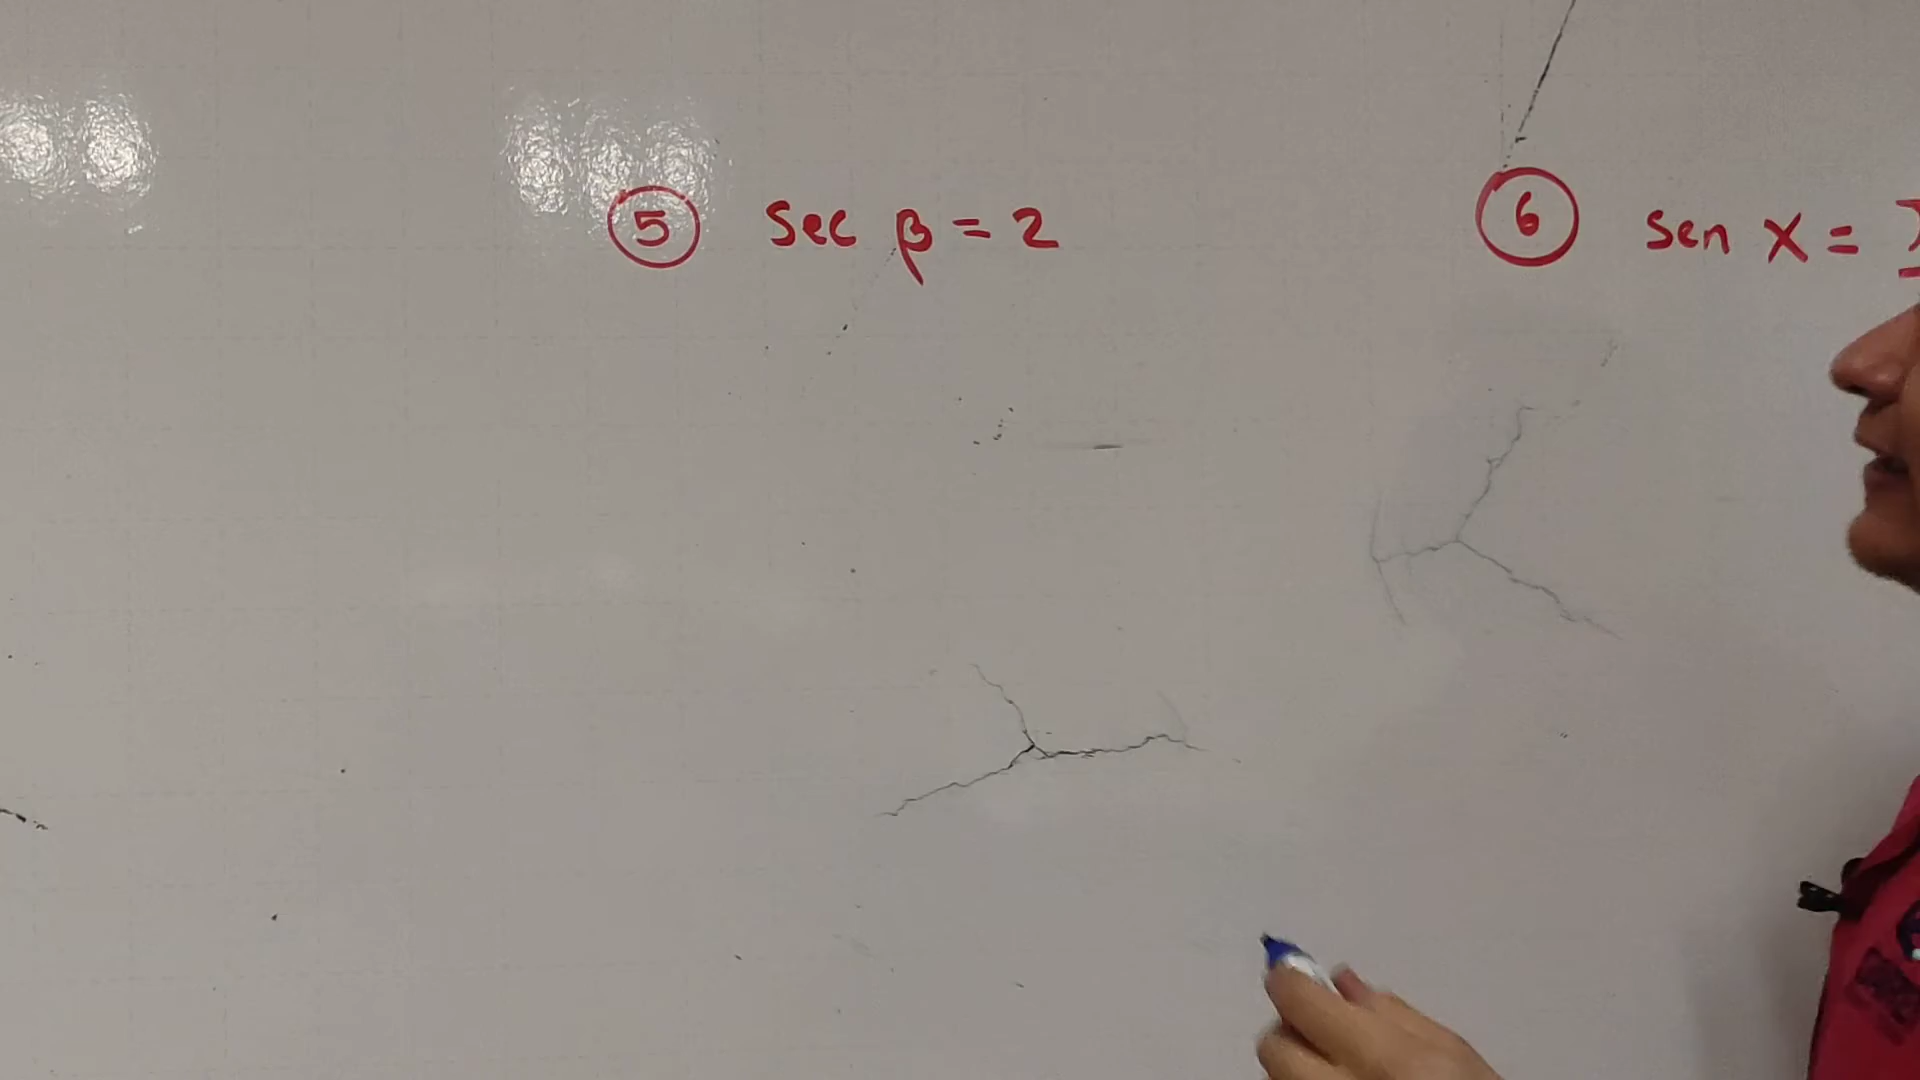 5 Sec β = 2
6 Sen X =